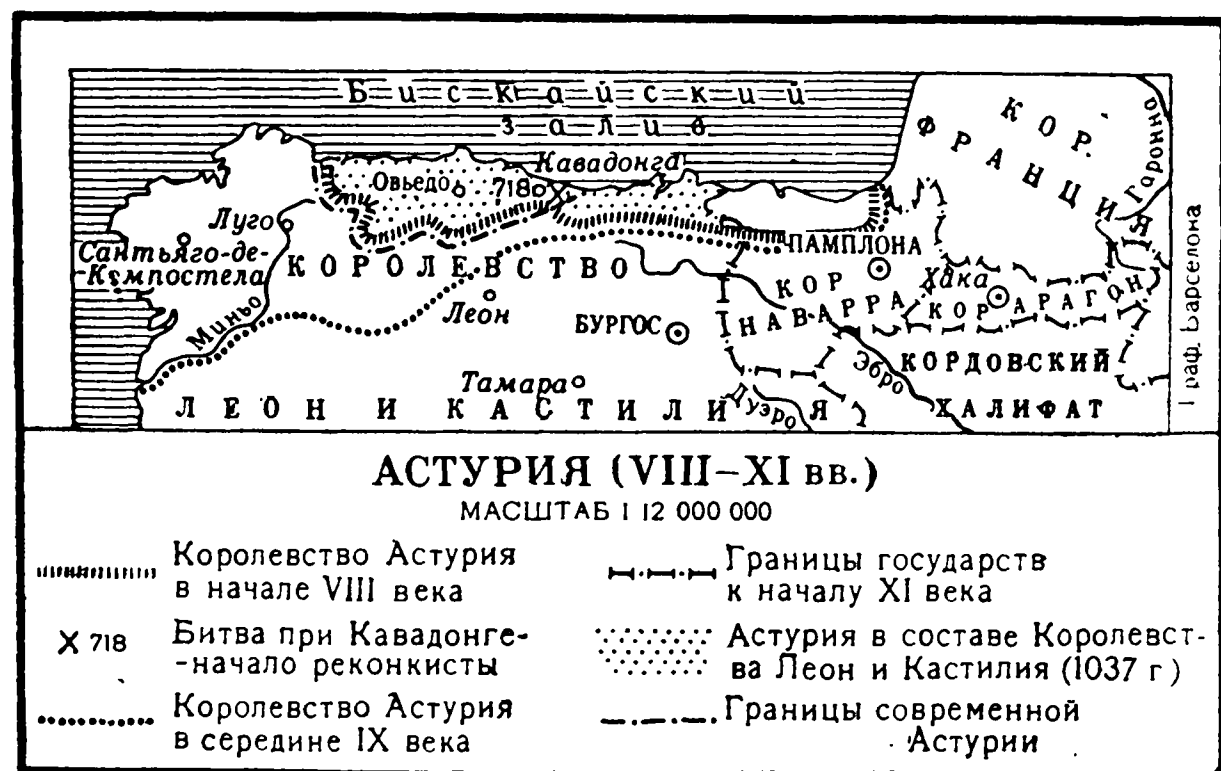 Бискайский
залив
КОР.
ФРАНЦИЯ
Гаронна
Кавадонга
Овьедо
718
Луго
Сантьяго-де-
-Кмпостела
ПАМПЛОНА
КОРОЛЕВСТВО
КОР
НАВАРРА
Хака
КОР АРАГОН
Граф. Барселона
Миньо
Леон
БУРГОС
Эбро
КОРДОВСКИЙ
ХАЛИФАТ
Тамара
Дуэро
ЛЕОН И КАСТИЛИЯ
АСТУРИЯ (VIII–XI вв.)
МАСШТАБ 1 12 000 000
Королевство Астурия
в начале VIII века
X 718
Битва при Кавадонге-
-начало реконкисты
Королевство Астурия
в середине IX века
Границы государств
к началу XI века
Астурия в составе Королевст-
ва Леон и Кастилия (1037 г)
Границы современной
Астурии